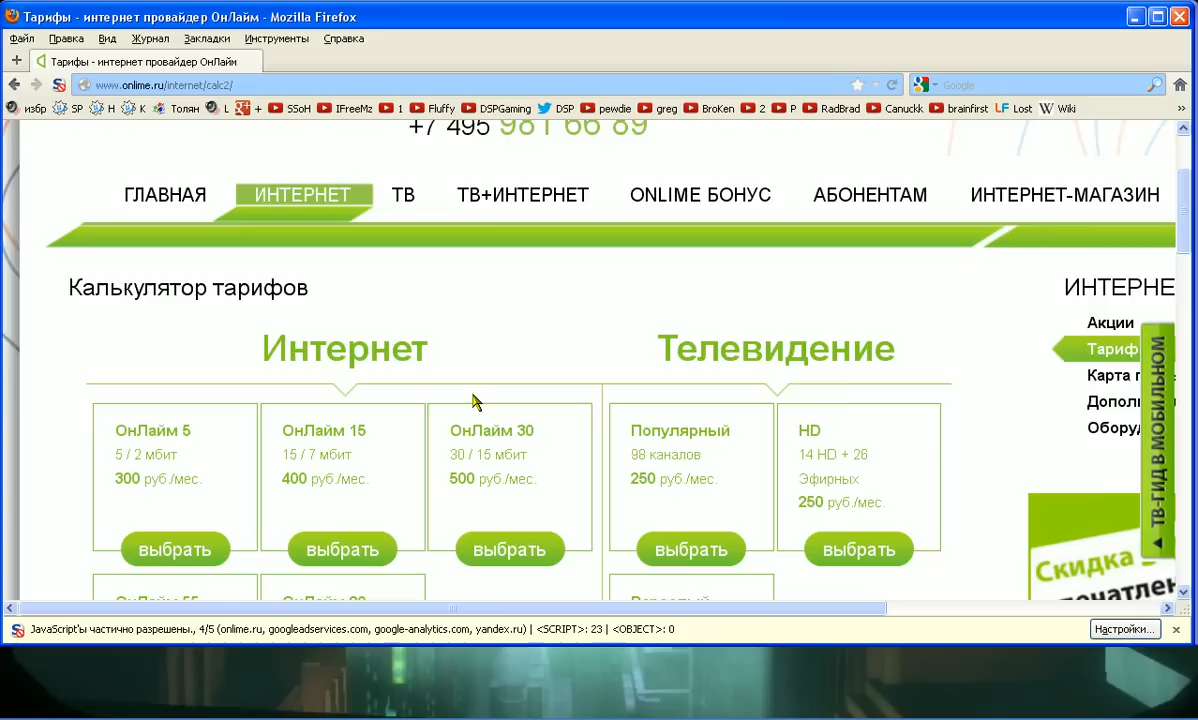 Тарифы - интернет провайдер ОнЛайм - Mozilla Firefox
Файл Правка Вид Журнал Закладки Инструменты Справка
Тарифы - интернет провайдер ОнЛайм
www.onlime.ru/internet/calc2/
Google
избр SP H K Толян L + SSoH IFreeMz 1 Fluffy DSPGaming DSP pewdie greg BroKen 2 P RadBrad Canuckk brainfirst LF Lost W Wiki »
+7 495 981 66 89
ГЛАВНАЯ ИНТЕРНЕТ ТВ ТВ+ИНТЕРНЕТ ONLIME БОНУС АБОНЕНТАМ ИНТЕРНЕТ-МАГАЗИН
Калькулятор тарифов
Интернет
Телевидение
ОнЛайм 5
5 / 2 мбит
300 руб./мес.
выбрать
ОнЛайм 15
15 / 7 мбит
400 руб./мес.
выбрать
ОнЛайм 30
30 / 15 мбит
500 руб./мес.
выбрать
Популярный
98 каналов
250 руб./мес.
выбрать
HD
14 HD + 26
Эфирных
250 руб./мес.
выбрать
ИНТЕРНЕ
Акции
Тариф
Карта п
Допол
Оборуд
ТВ-ГИД В МОБИЛЬНОМ
Скидка
печатлен
JavaScript'ы частично разрешены., 4/5 (onlime.ru, googleadservices.com, google-analytics.com, yandex.ru) | <SCRIPT>: 23 | <OBJECT>: 0
Настройки...